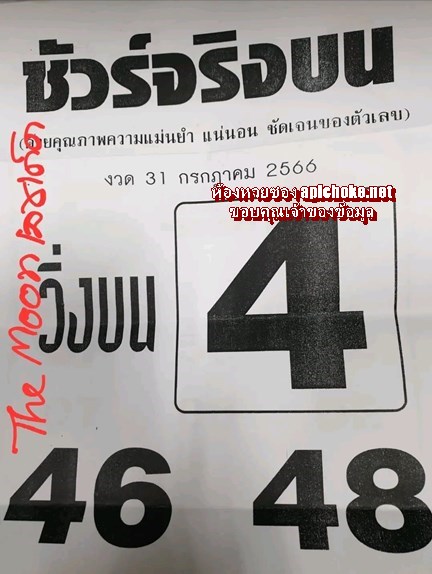 ชัวร์จริงบน
(ด้วยคุณภาพความแม่นยำ แน่นอน ชัดเจนของตัวเลข)
งวด 31 กรกฎาคม 2566
ห้องหวยซอง apichoke.net
ขอบคุณเจ้าของข้อมูล
วิ่งบน 4
46 48
The Moon